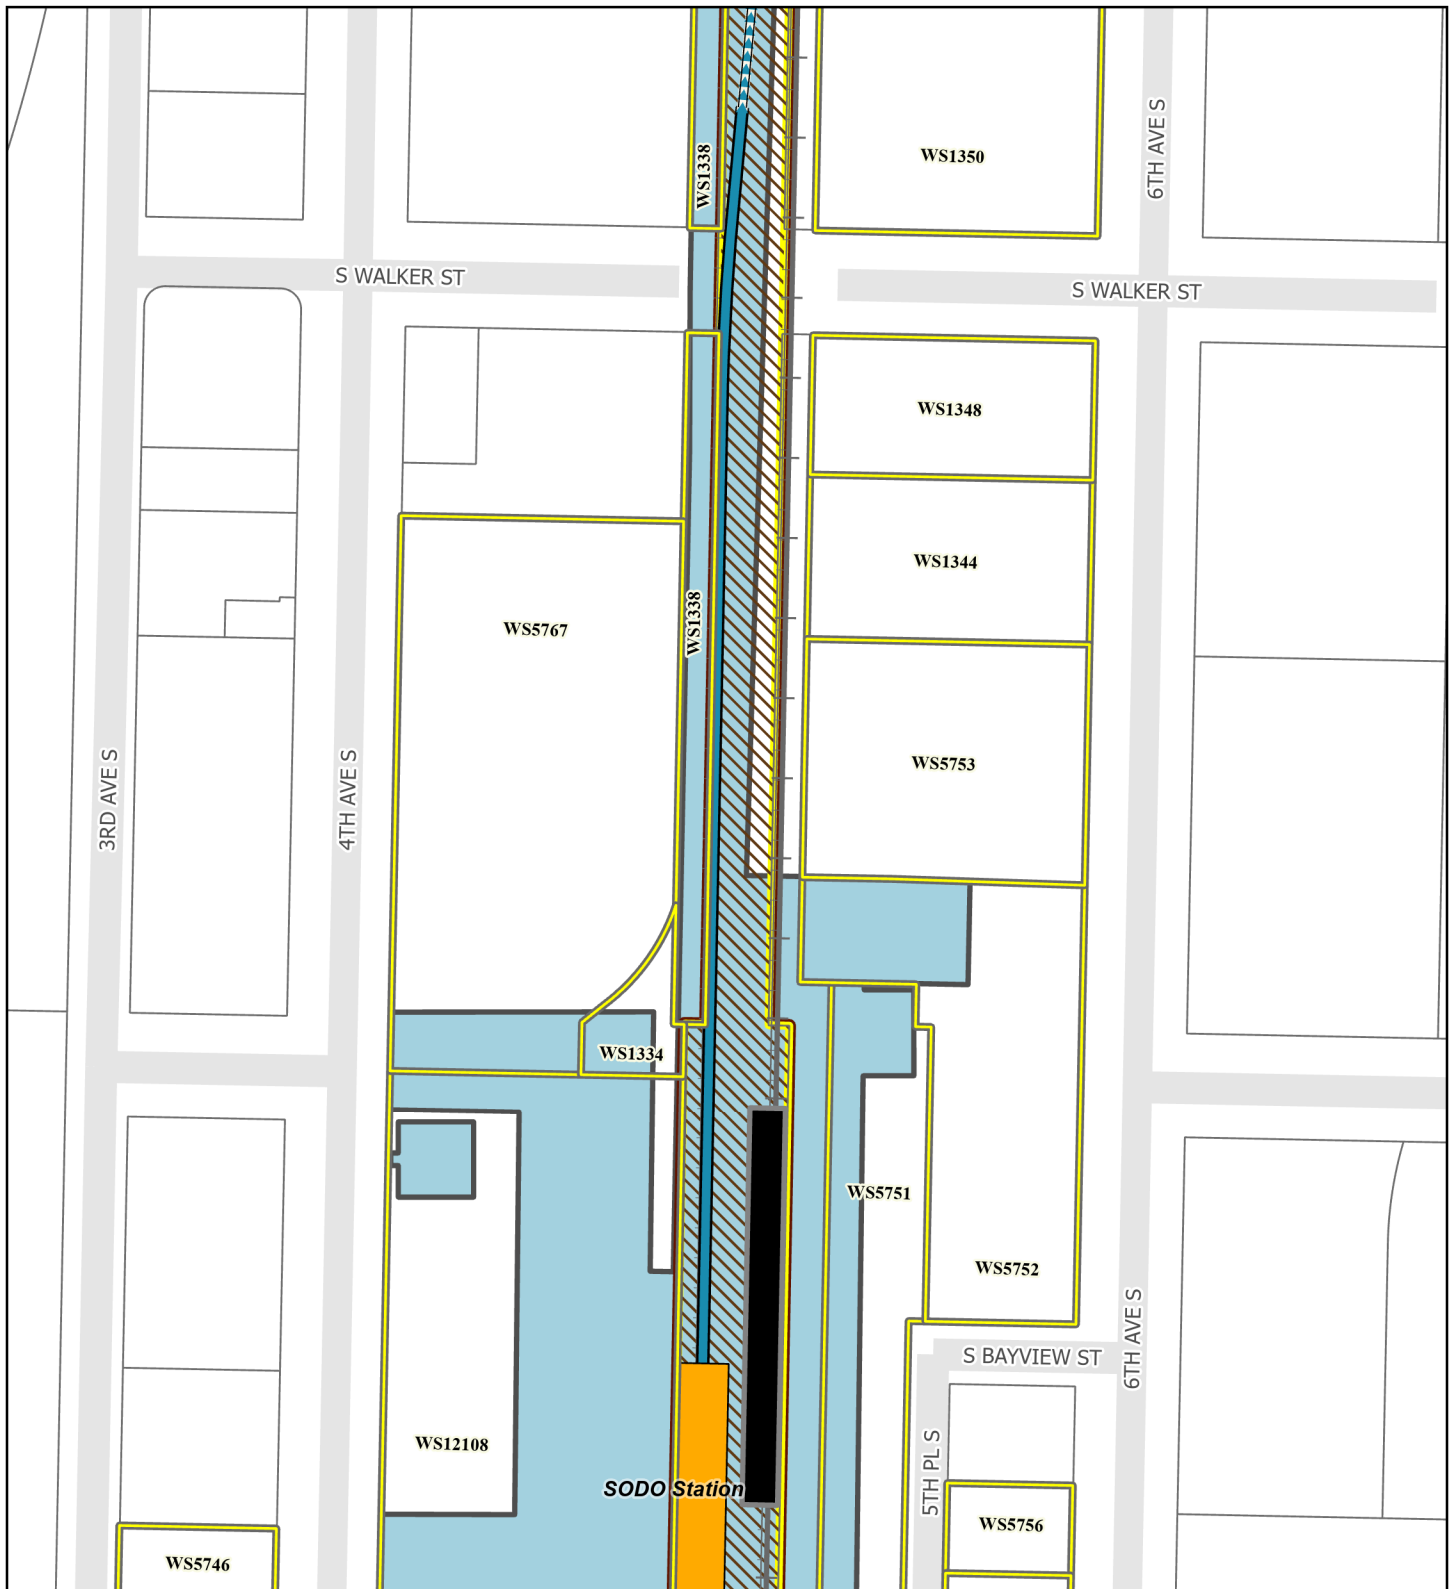 6TH AVE S
WS1338
WS1350
S WALKER ST
S WALKER ST
WS1348
WS1344
WS5767
WS1338
WS5753
3RD AVE S
4TH AVE S
WS1334
WS5751
WS5752
S BAYVIEW ST
6TH AVE S
WS12108
5TH PL S
SODO Station
WS5756
WS5746